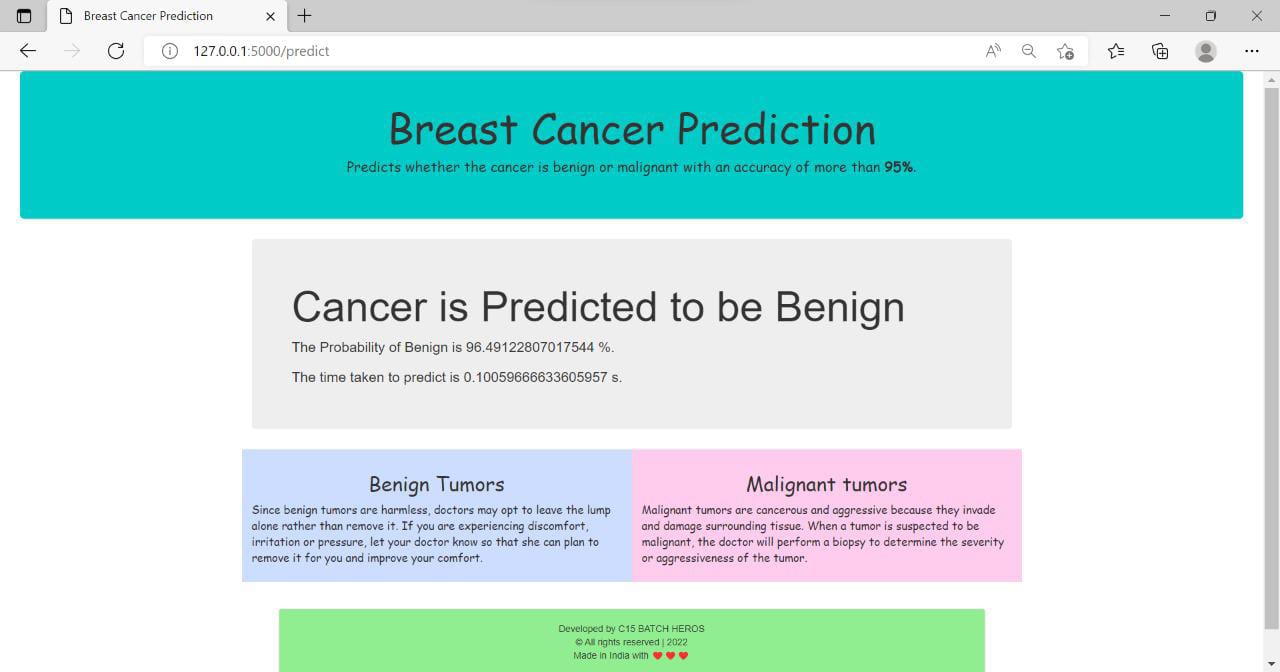 Breast Cancer Prediction
127.0.0.1:5000/predict
Breast Cancer Prediction
Predicts whether the cancer is benign or malignant with an accuracy of more than 95%.
Cancer is Predicted to be Benign
The Probability of Benign is 96.49122807017544 %.
The time taken to predict is 0.10059666633605957 s.
Benign Tumors
Since benign tumors are harmless, doctors may opt to leave the lump
alone rather than remove it. If you are experiencing discomfort,
irritation or pressure, let your doctor know so that she can plan to
remove it for you and improve your comfort.
Malignant tumors
Malignant tumors are cancerous and aggressive because they invade
and damage surrounding tissue. When a tumor is suspected to be
malignant, the doctor will perform a biopsy to determine the severity
or aggressiveness of the tumor.
Developed by C15 BATCH HEROS
© All rights reserved | 2022
Made in India with ❤️ ❤️ ❤️